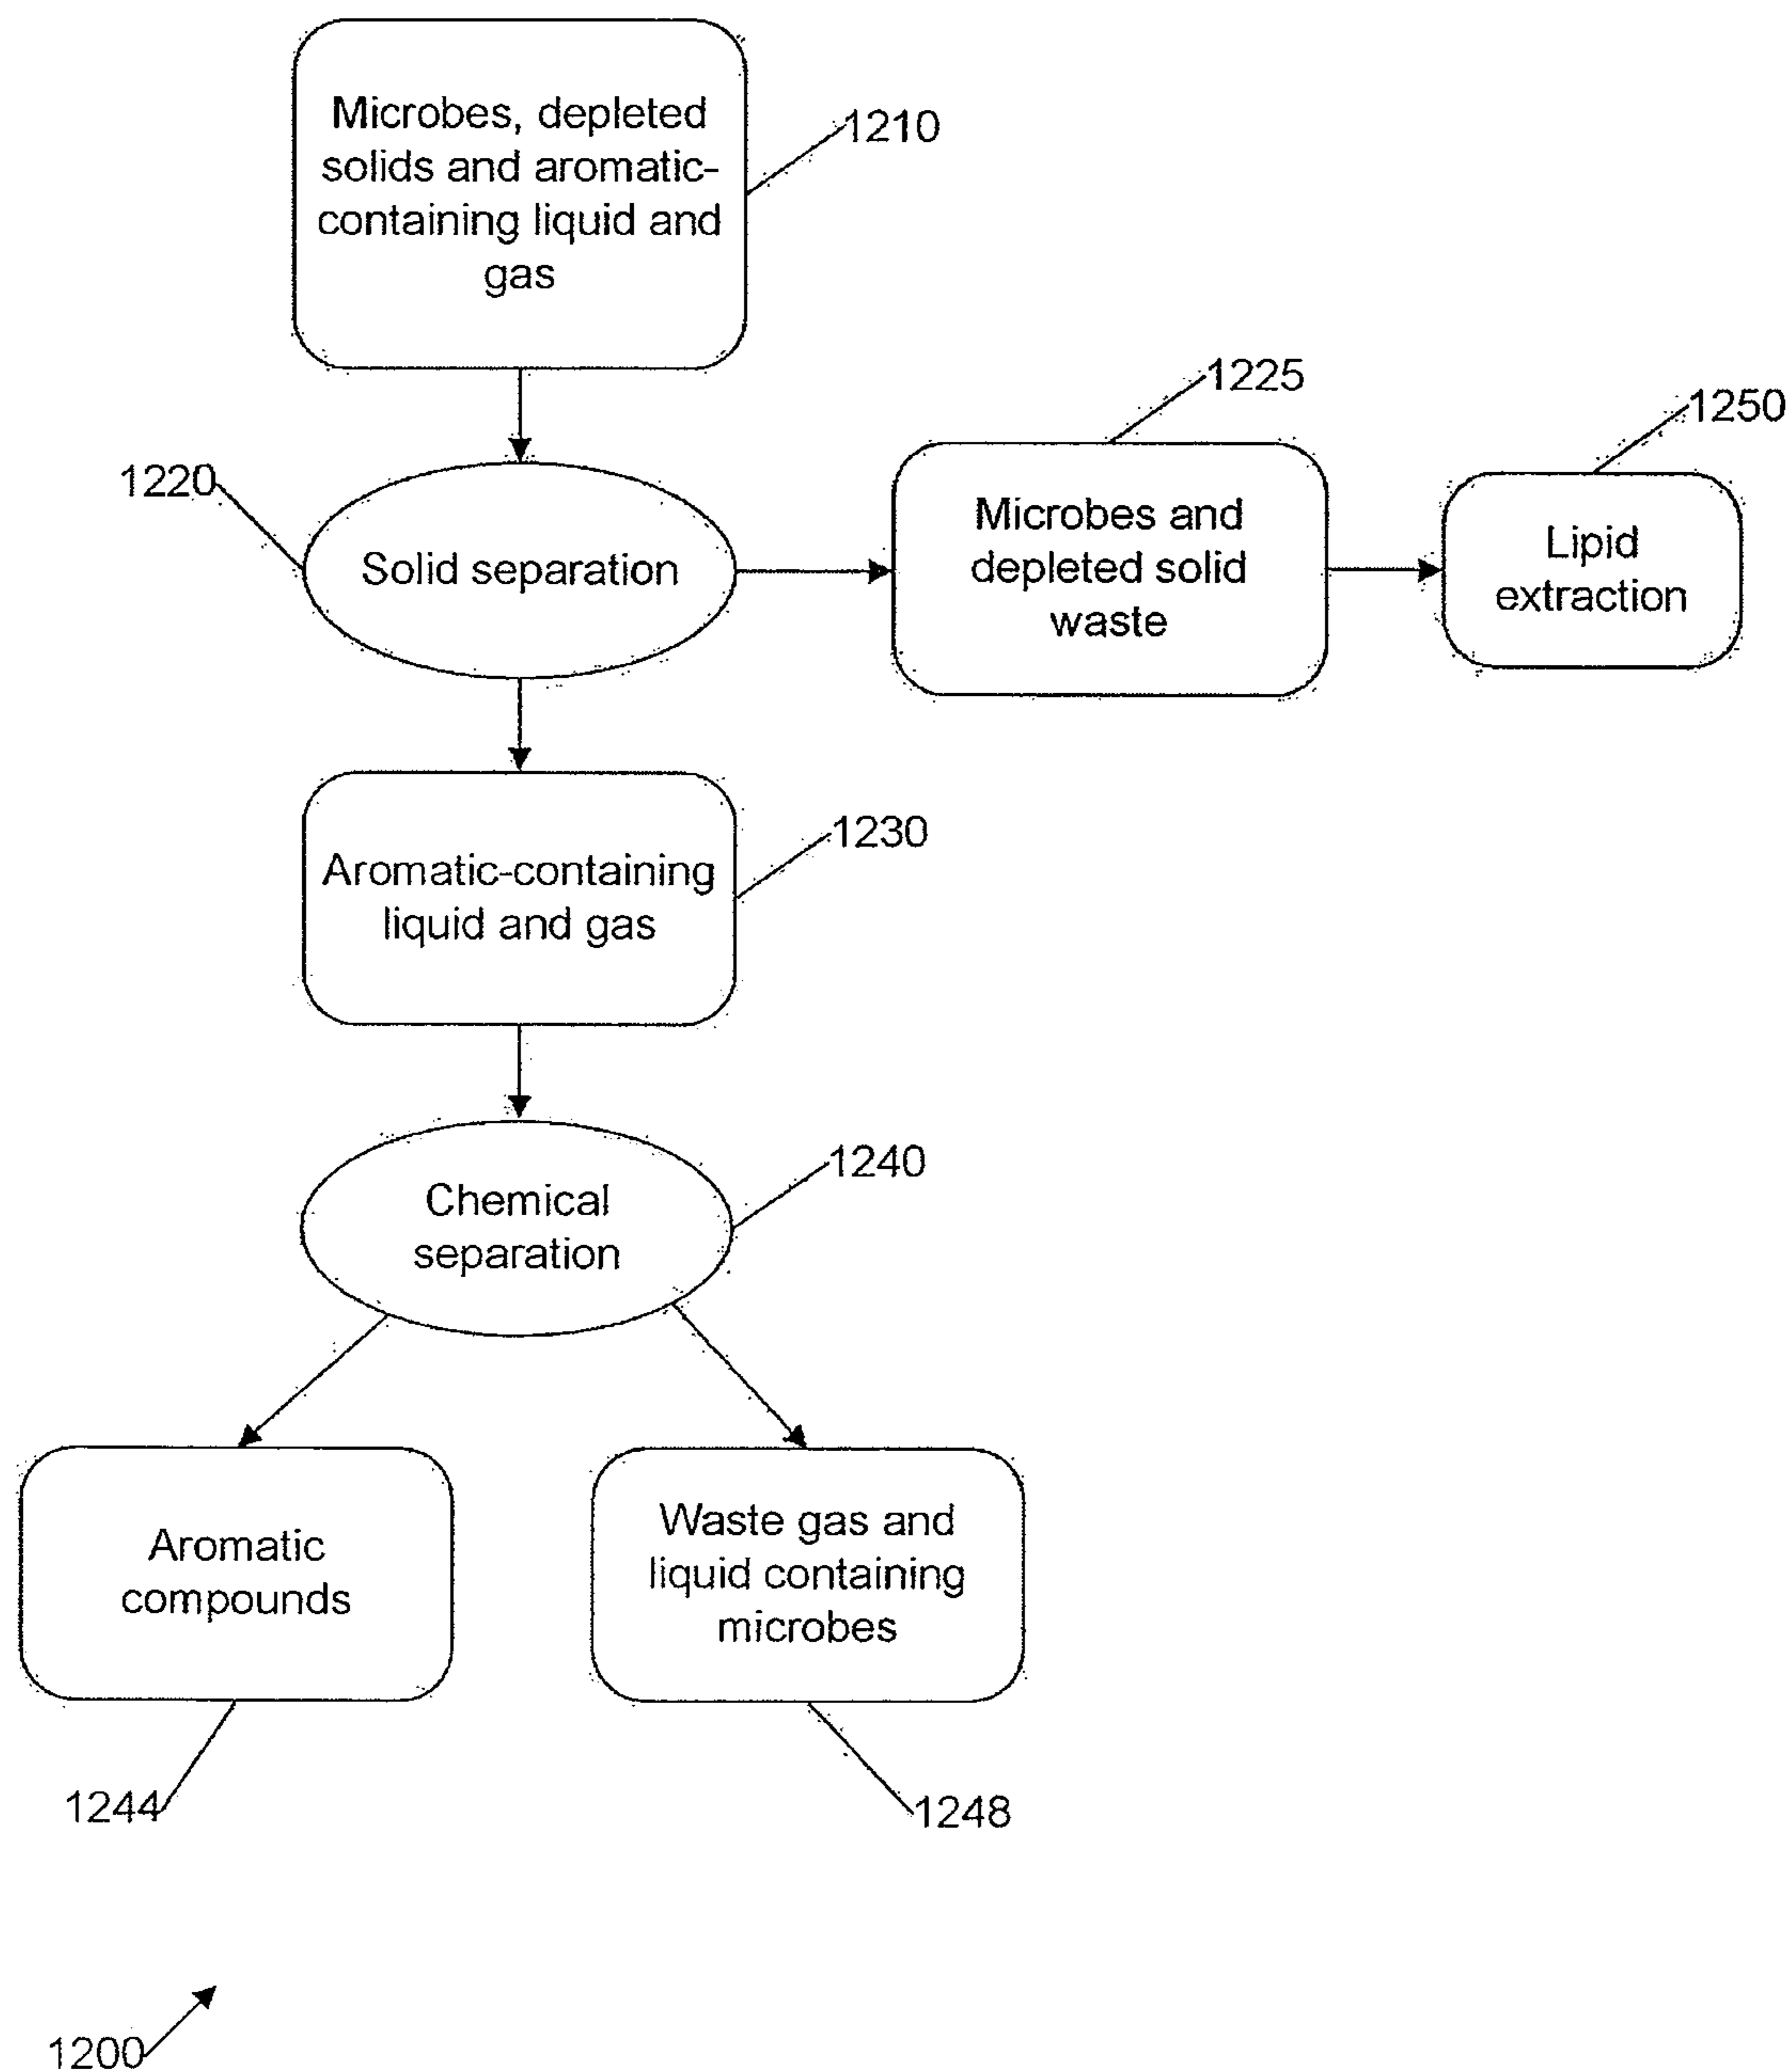 Microbes, depleted
solids and aromatic-
containing liquid and
gas
1210
1220
Solid separation
1225
Microbes and
depleted solid
waste
1250
Lipid
extraction
1230
Aromatic-containing
liquid and gas
1240
Chemical
separation
Aromatic
compounds
Waste gas and
liquid containing
microbes
1244
1248
1200